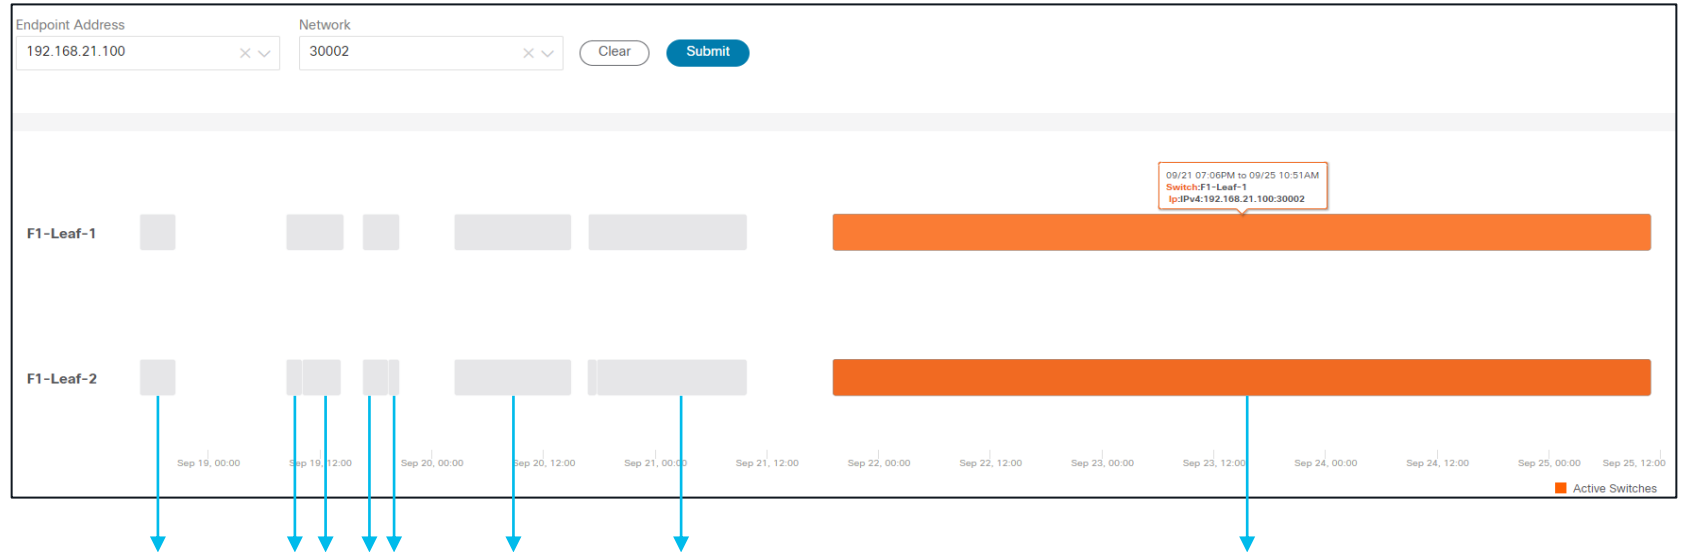 Endpoint Address Network
192.168.21.100 30002 Clear Submit
09/21 07:06PM to 09/25 10:51AM
Switch:F1-Leaf-1
Ip:IPv4:192.168.21.100:30002
F1-Leaf-1
F1-Leaf-2
Sep 19, 00:00 Sep 19, 12:00 Sep 20, 00:00 Sep 20, 12:00 Sep 21, 00:00 Sep 21, 12:00 Sep 22, 00:00 Sep 22, 12:00 Sep 23, 00:00 Sep 23, 12:00 Sep 24, 00:00 Sep 24, 12:00 Sep 25, 00:00 Sep 25, 12:00
Active Switches